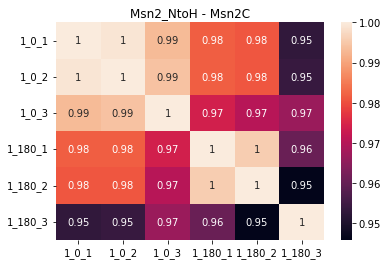 Msn2_NtoH - Msn2C
1_0_1 1 1 0.99 0.98 0.98 0.95 1.00
1_0_2 1 1 0.99 0.98 0.98 0.95 0.99
1_0_3 0.99 0.99 1 0.97 0.97 0.97 0.98
1_180_1 0.98 0.98 0.97 1 1 0.96 0.97
1_180_2 0.98 0.98 0.97 1 1 0.95 0.96
1_180_3 0.95 0.95 0.97 0.96 0.95 1 0.95
1_0_1 1_0_2 1_0_3 1_180_1 1_180_2 1_180_3